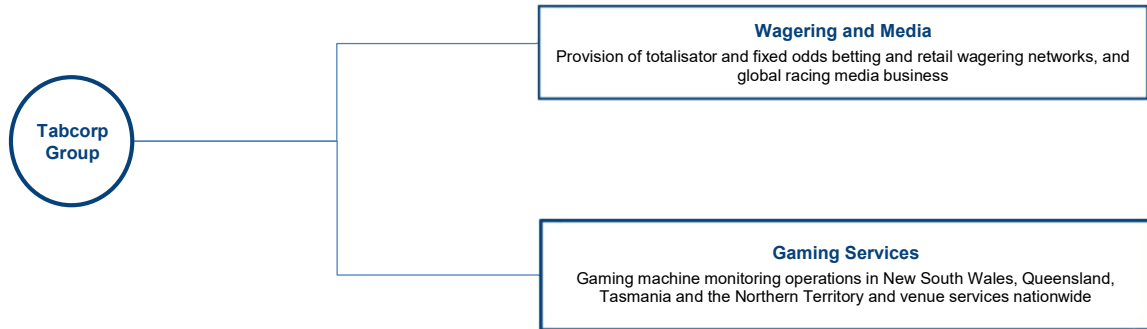 Wagering and Media
Provision of totalisator and fixed odds betting and retail wagering networks, and
global racing media business
Tabcorp
Group
Gaming Services
Gaming machine monitoring operations in New South Wales, Queensland,
Tasmania and the Northern Territory and venue services nationwide